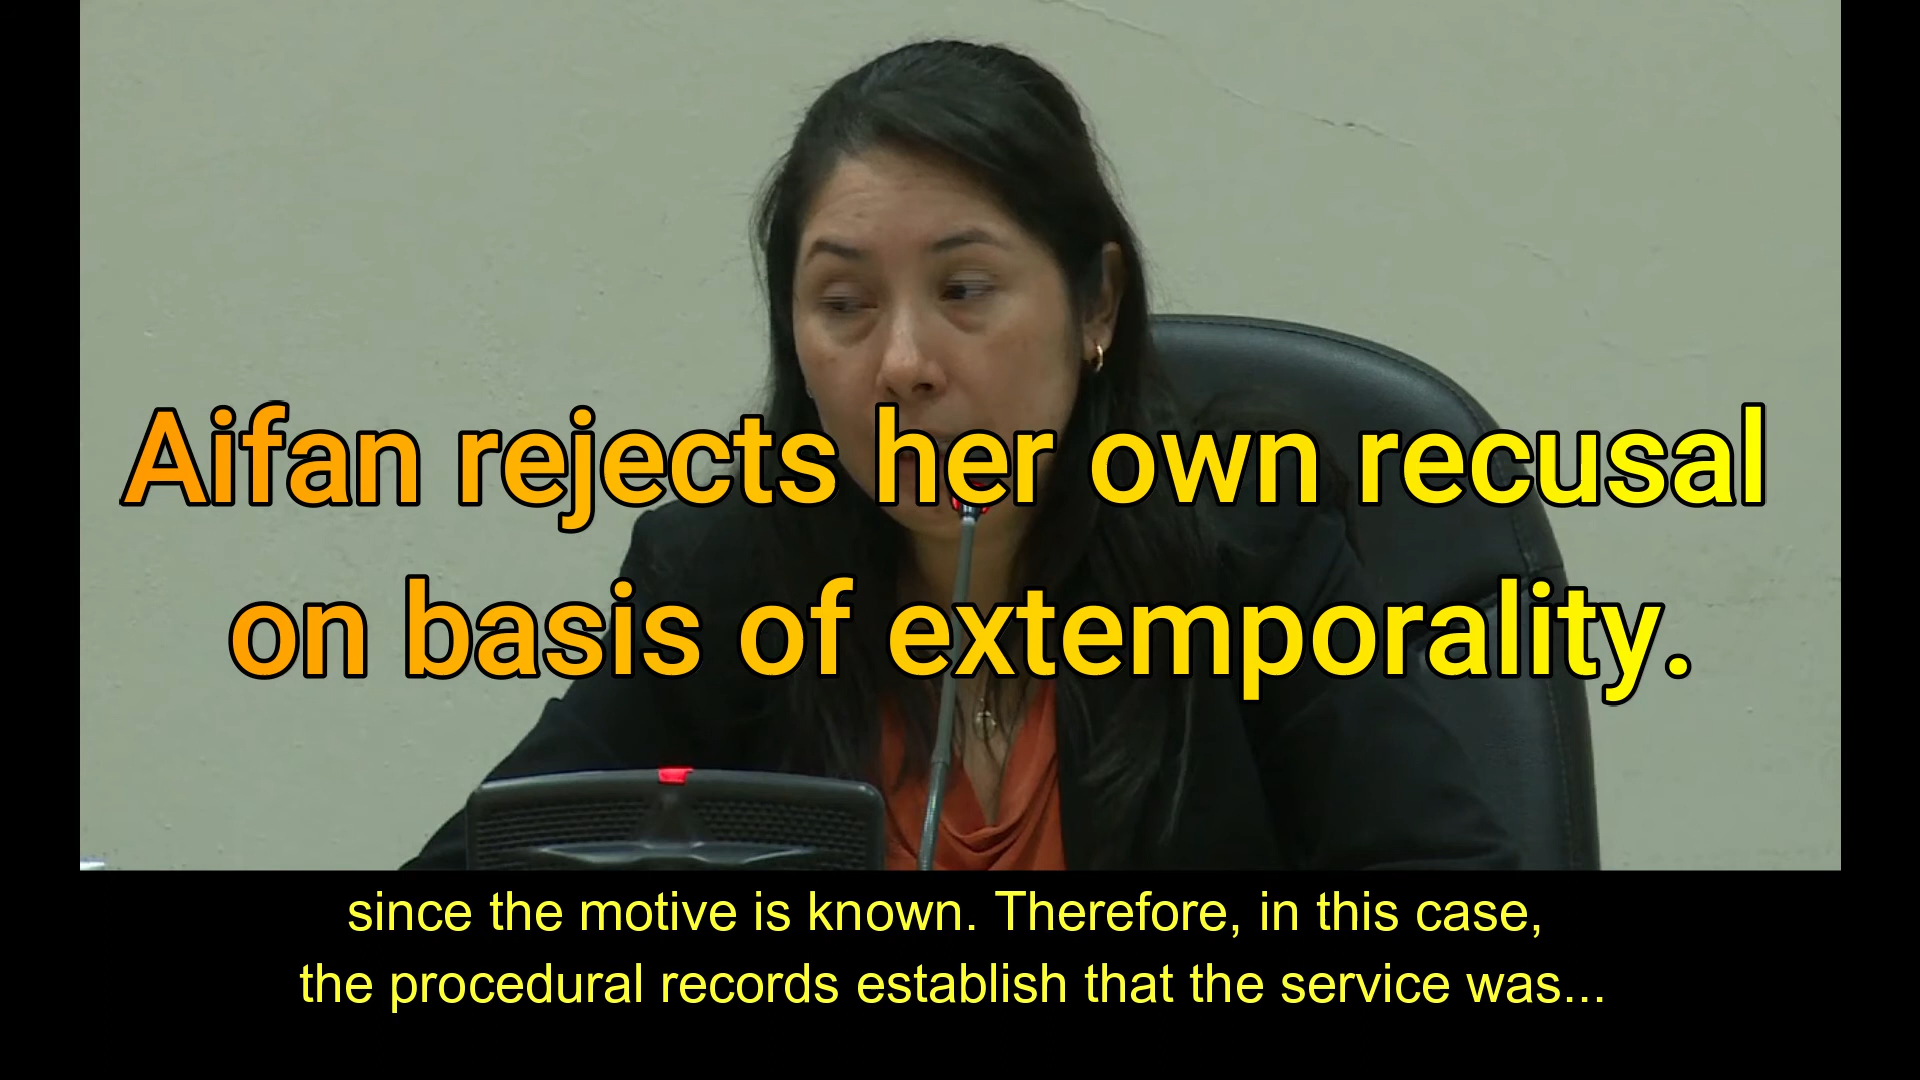 Aifan rejects her own recusal
on basis of extemporality.
since the motive is known. Therefore, in this case,
the procedural records establish that the service was...